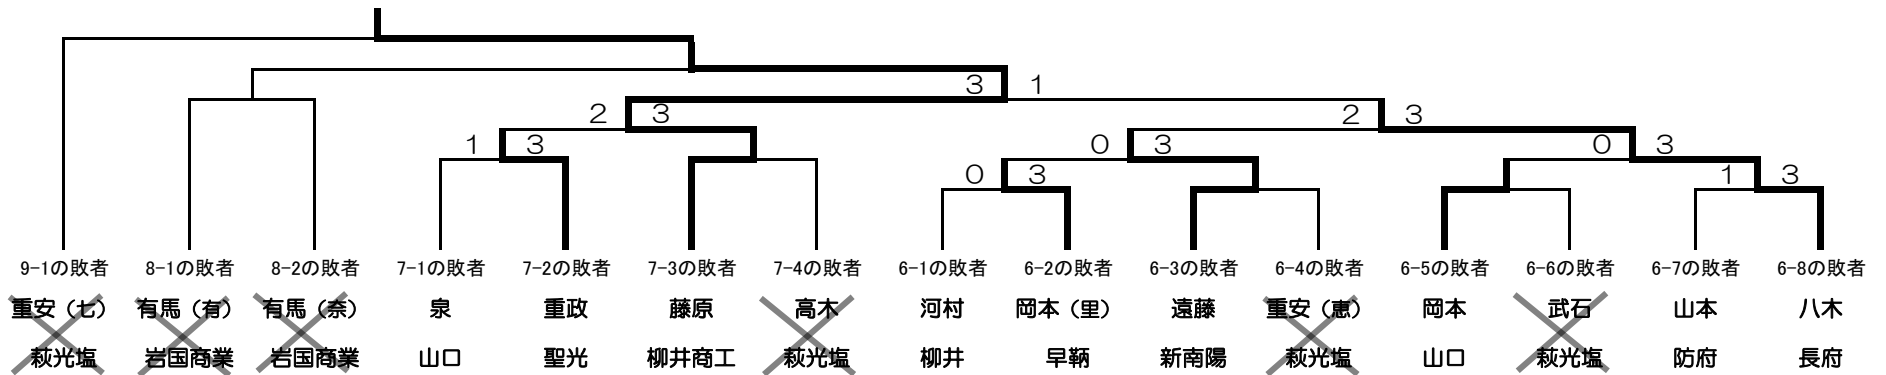 3 1
2 3 2 3
1 3 0 3 0 3
0 3 1 3
9-1の敗者 8-1の敗者 8-2の敗者 7-1の敗者 7-2の敗者 7-3の敗者 7-4の敗者 6-1の敗者 6-2の敗者 6-3の敗者 6-4の敗者 6-5の敗者 6-6の敗者 6-7の敗者 6-8の敗者
重安（七） 有馬（有） 有馬（奈） 泉 重政 藤原 高木 河村 岡本（里） 遠藤 重安（恵） 岡本 武石 山本 八木
萩光塩 岩国商業 岩国商業 山口 聖光 柳井商工 萩光塩 柳井 早鞆 新南陽 萩光塩 山口 萩光塩 防府 長府